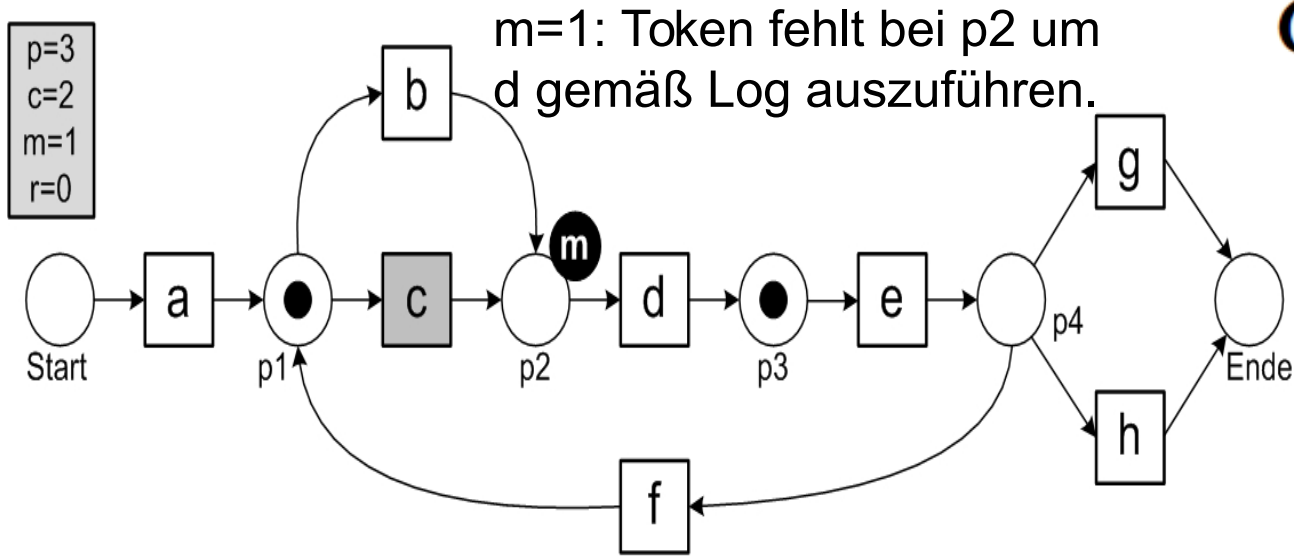 m=1: Token fehlt bei p2 um
d gemäß Log auszuführen.
p=3
c=2
m=1
r=0
b
g
m
a
c
d
e
Start
p1
p2
p3
p4
Ende
h
f